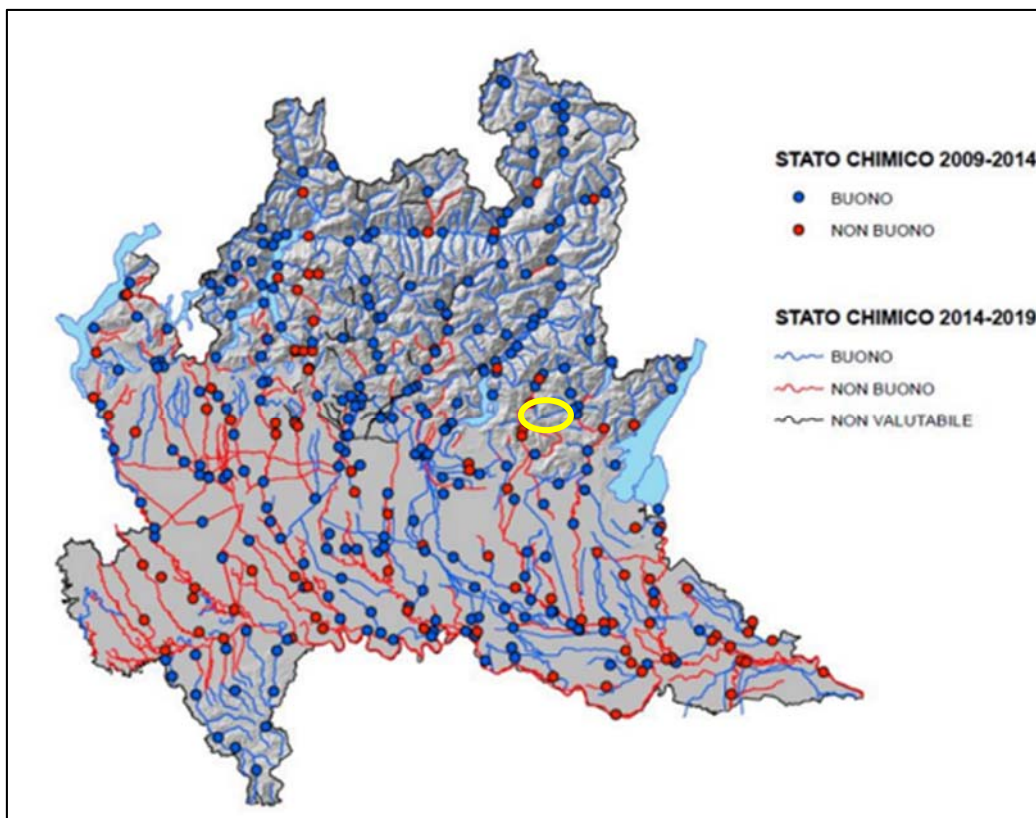 STATO CHIMICO 2009-2014
BUONO
NON BUONO
STATO CHIMICO 2014-2019
BUONO
NON BUONO
NON VALUTABILE